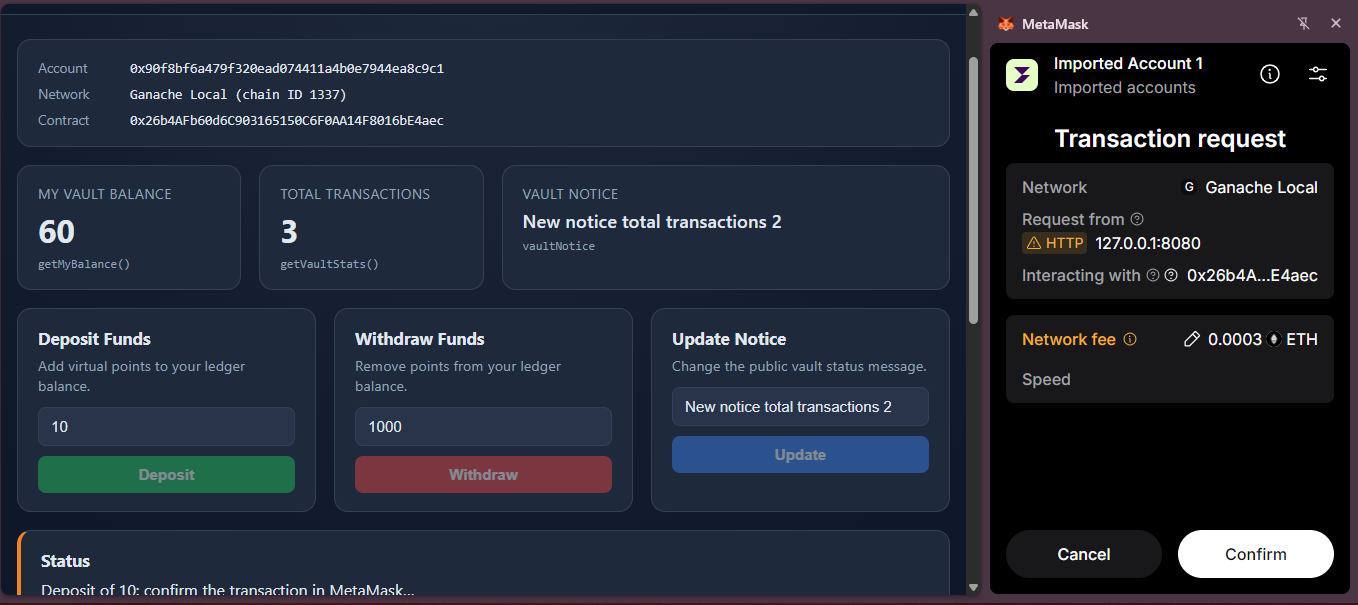 Account 0x90f8bf6a479f320ead074411a4b0e7944ea8c9c1
Network Ganache Local (chain ID 1337)
Contract 0x26b4AFb60d6C903165150C6F0AA14F8016bE4aec
MY VAULT BALANCE
60
getMyBalance()
TOTAL TRANSACTIONS
3
getVaultStats()
VAULT NOTICE
New notice total transactions 2
vaultNotice
Deposit Funds
Add virtual points to your ledger
balance.
10
Deposit
Withdraw Funds
Remove points from your ledger
balance.
1000
Withdraw
Update Notice
Change the public vault status message.
New notice total transactions 2
Update
Status
Deposit of 10: confirm the transaction in MetaMask...
MetaMask
Imported Account 1
Imported accounts
Transaction request
Network G Ganache Local
Request from
HTTP 127.0.0.1:8080
Interacting with 0x26b4A...E4aec
Network fee 0.0003 ETH
Speed
Cancel Confirm